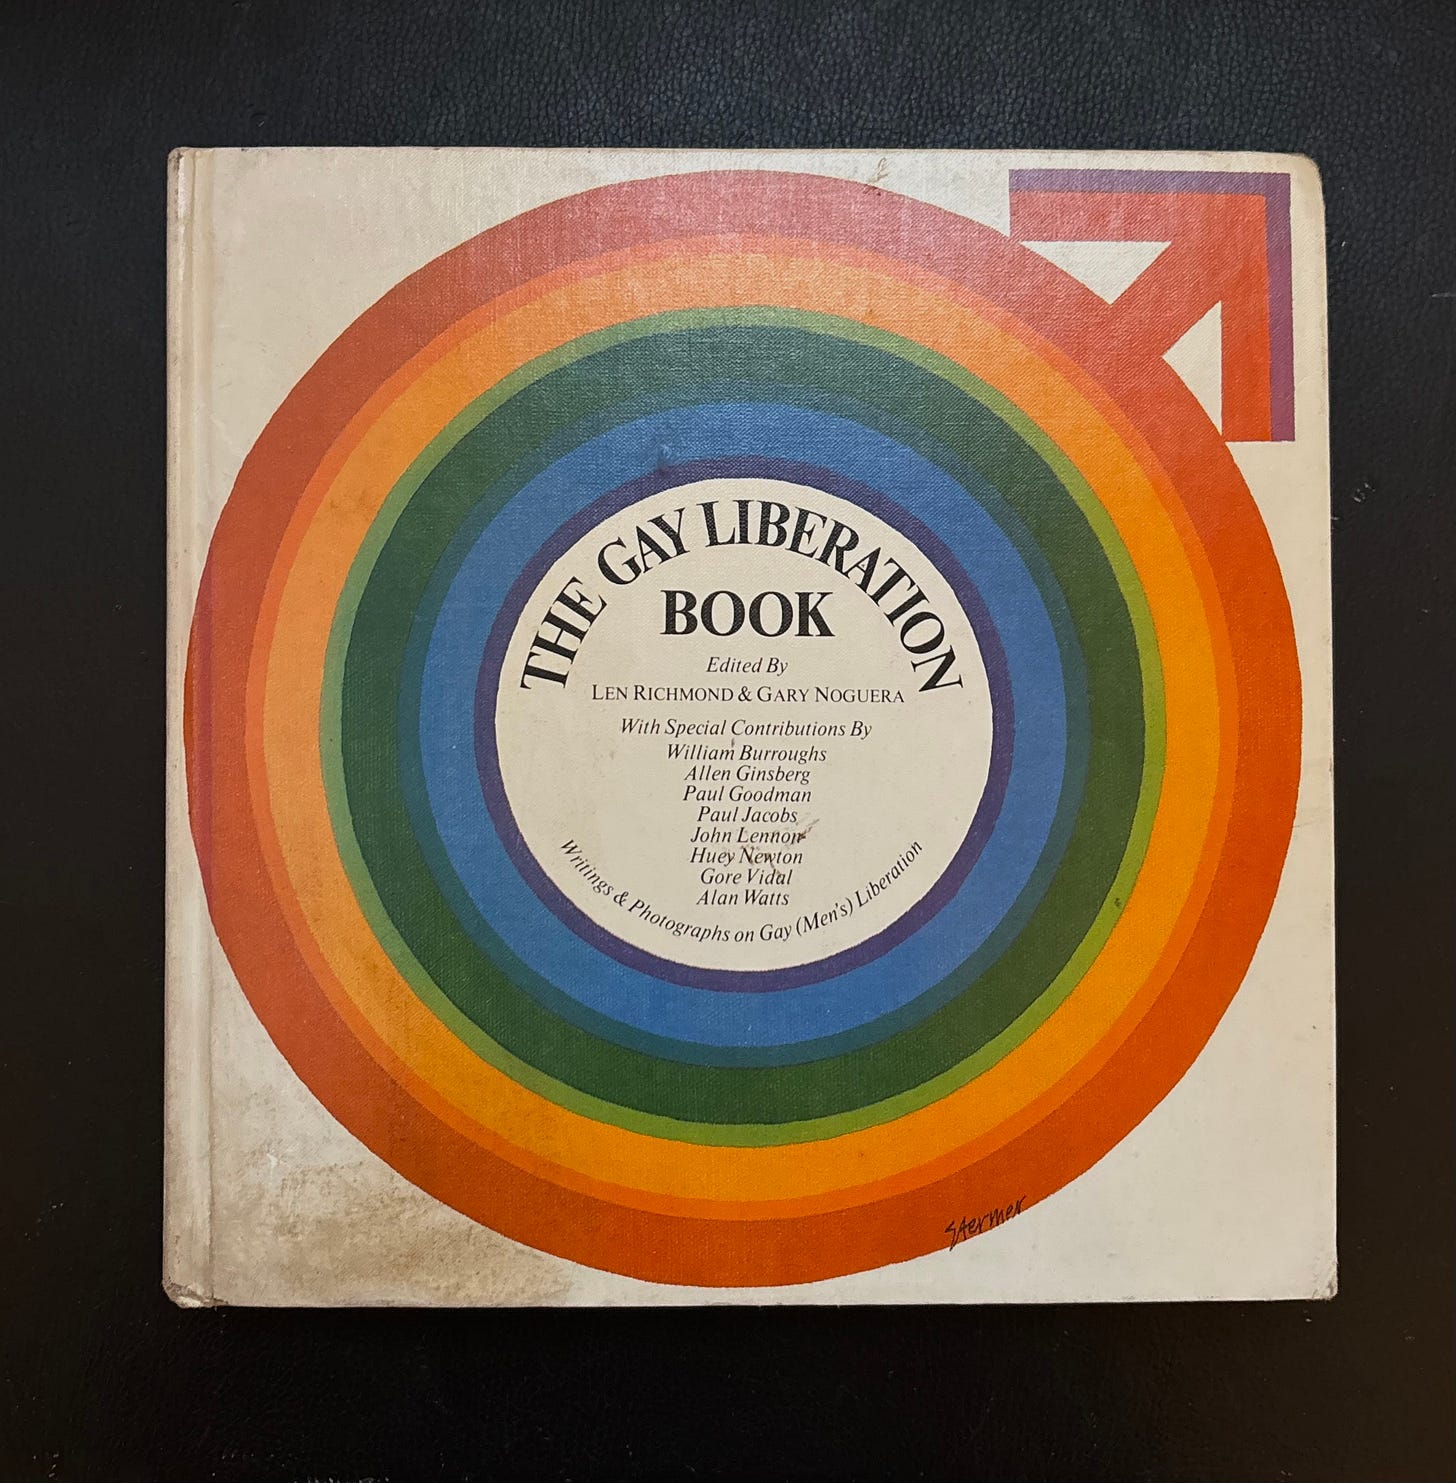 THE GAY LIBERATION
BOOK
Edited By
LEN RICHMOND & GARY NOGUERA
With Special Contributions By
William Burroughs
Allen Ginsberg
Paul Goodman
Paul Jacobs
John Lennon
Huey Newton
Gore Vidal
Alan Watts
Writings & Photographs on Gay (Men's) Liberation
Stermer